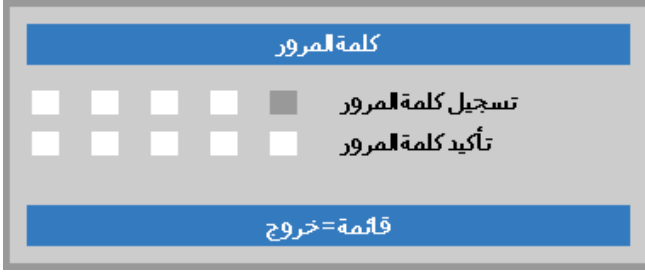 كلمة المرور
تسجيل كلمة المرور
تأكيد كلمة المرور
قائمة=خروج